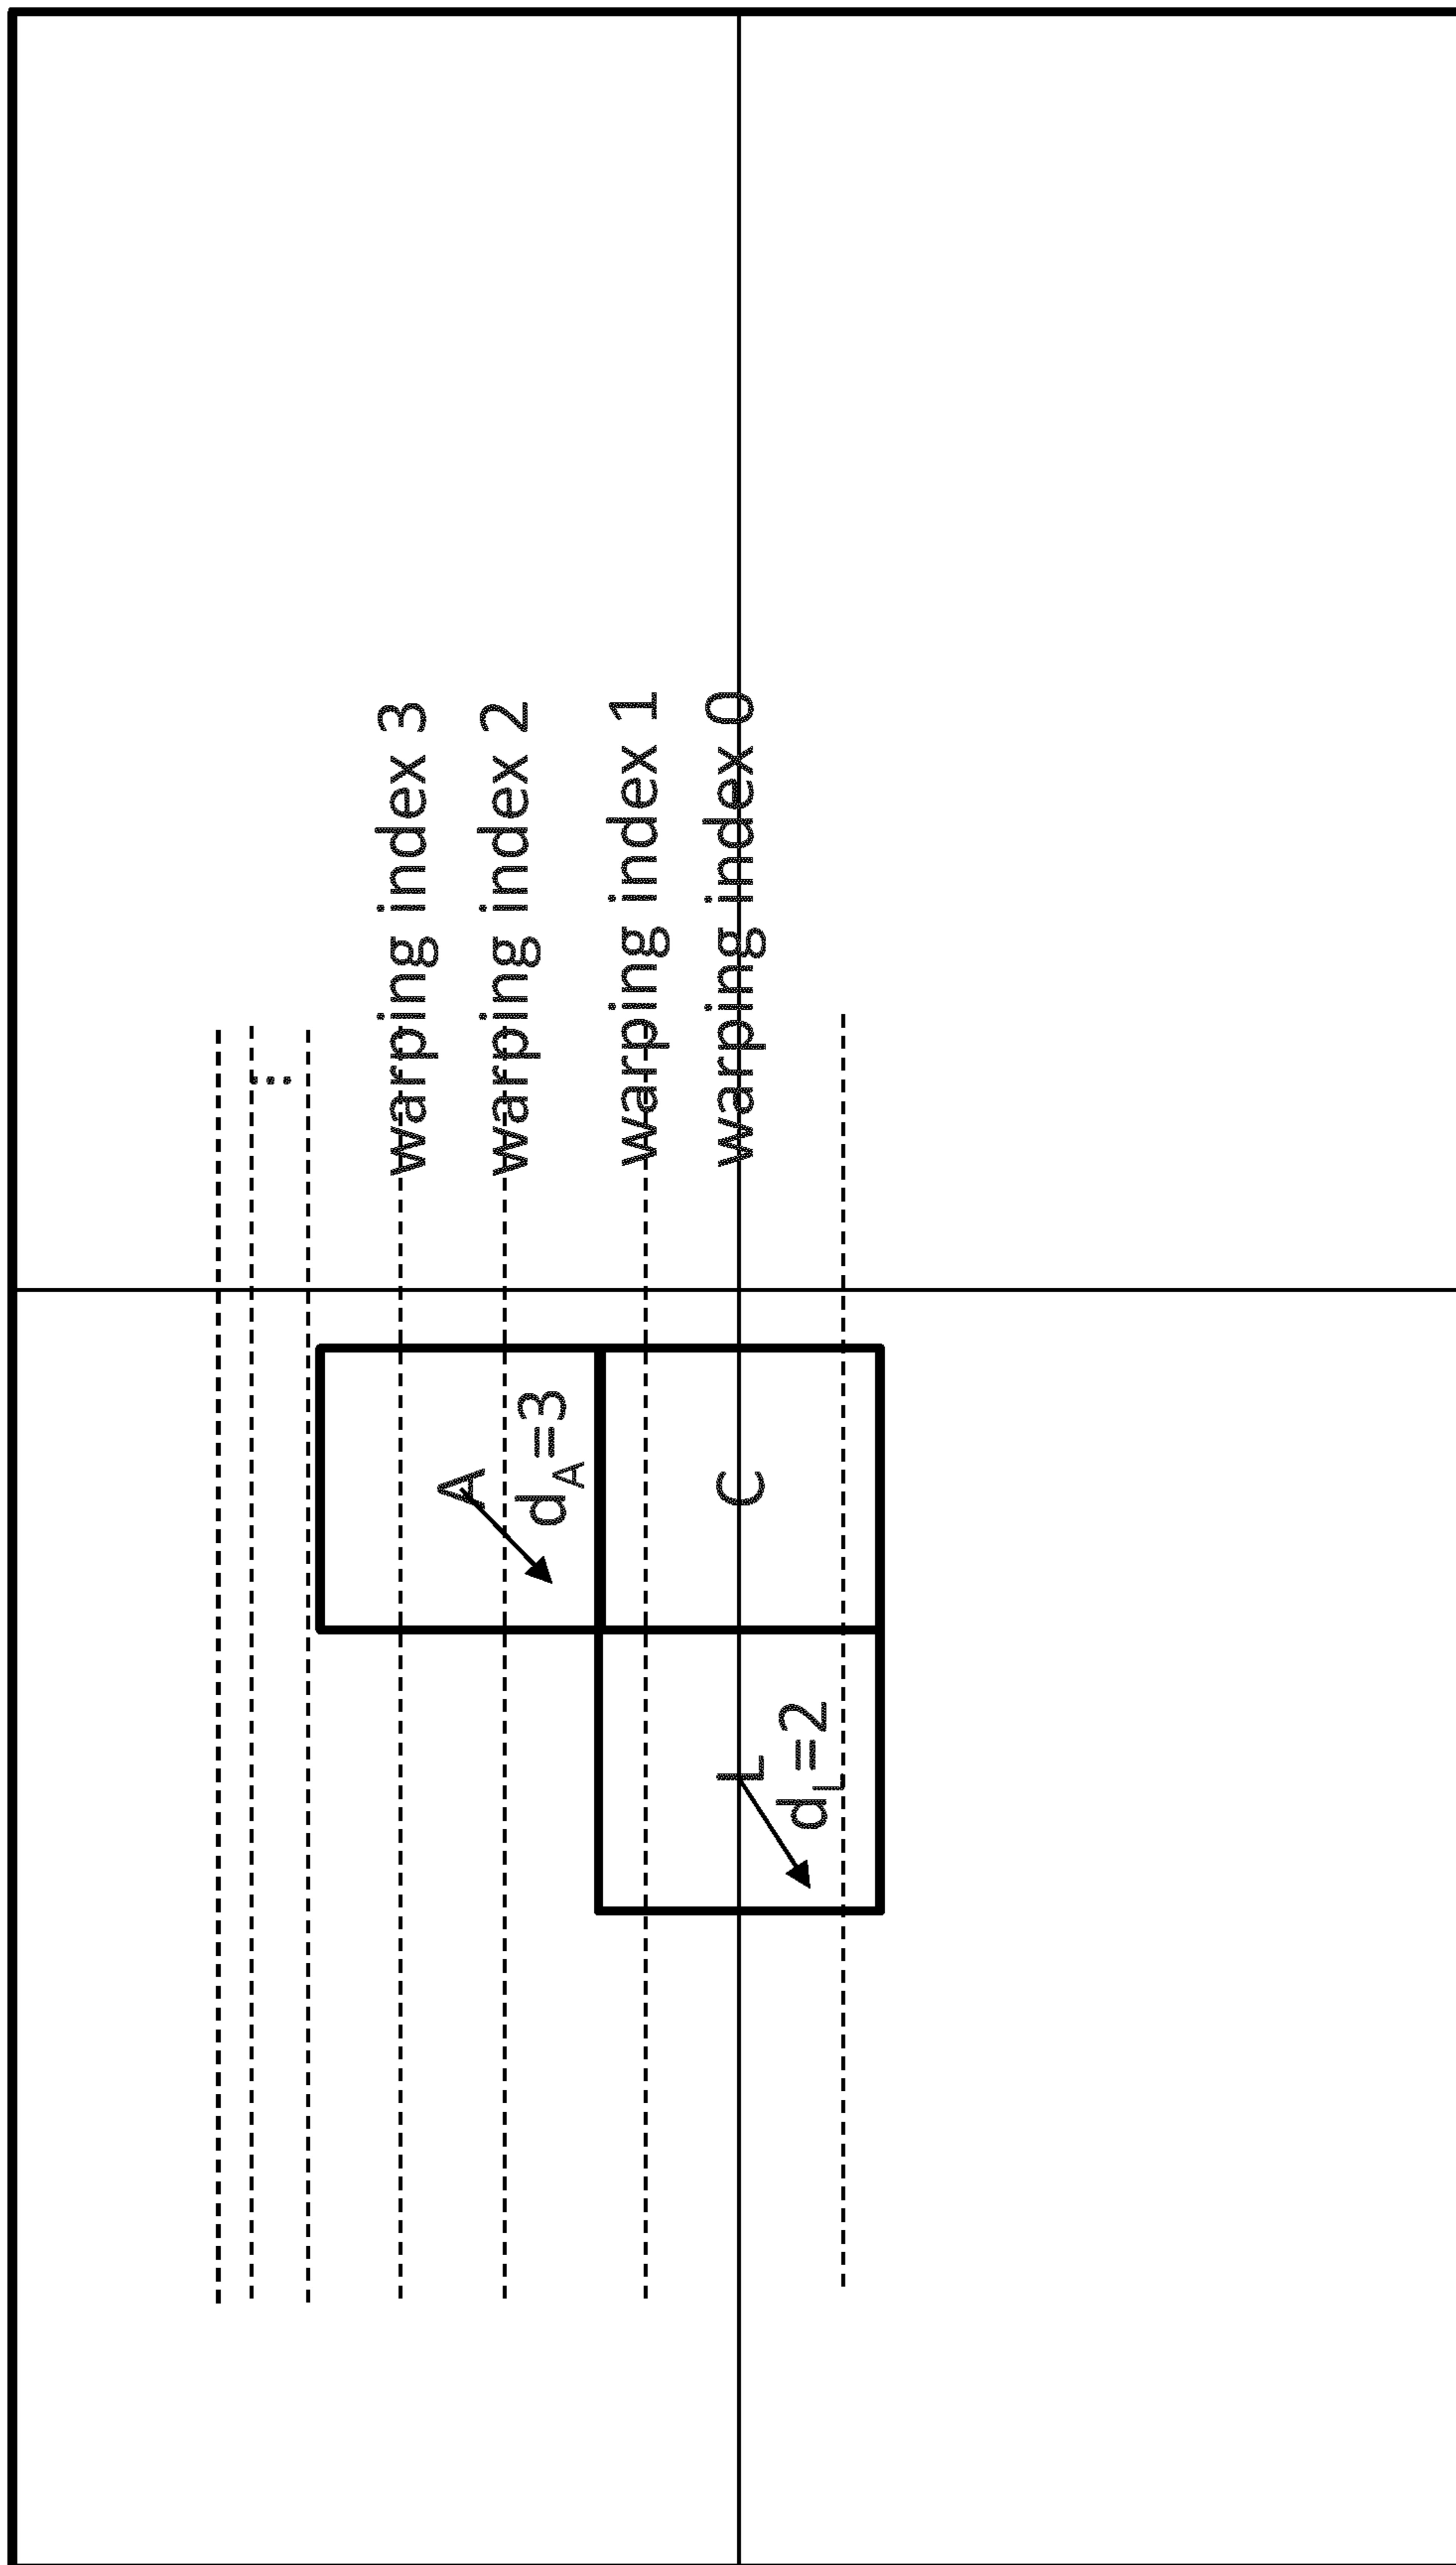 ⋮
warping index 3
warping index 2
warping index 1
warping index 0
A
d_A=3
C
L
d_L=2